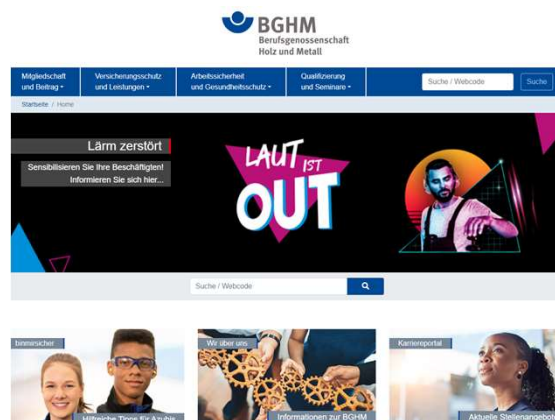 BGHM
Berufsgenossenschaft
Holz und Metall
Mitgliedschaft
und Beitrag
Versicherungsschutz
und Leistungen
Arbeitssicherheit
und Gesundheitsschutz
Qualifizierung
und Seminare
Suche / Webcode
Suche
Startseite / Home
Lärm zerstört
Sensibilisieren Sie Ihre Beschäftigten!
Informieren Sie sich hier...
LAUT IST
OUT
Suche / Webcode
binmirsicher
Wir über uns
Karriereportal
Hilfreiche Tipps für Azubis
Informationen zur BGHM
Aktuelle Stellenangebote